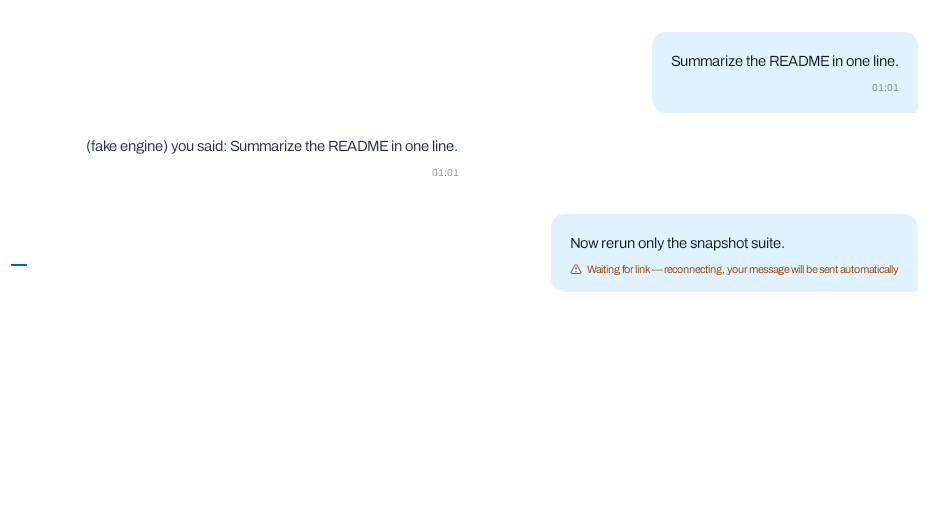 Summarize the README in one line.
01:01
(fake engine) you said: Summarize the README in one line.
01:01
Now rerun only the snapshot suite.
Waiting for link — reconnecting, your message will be sent automatically